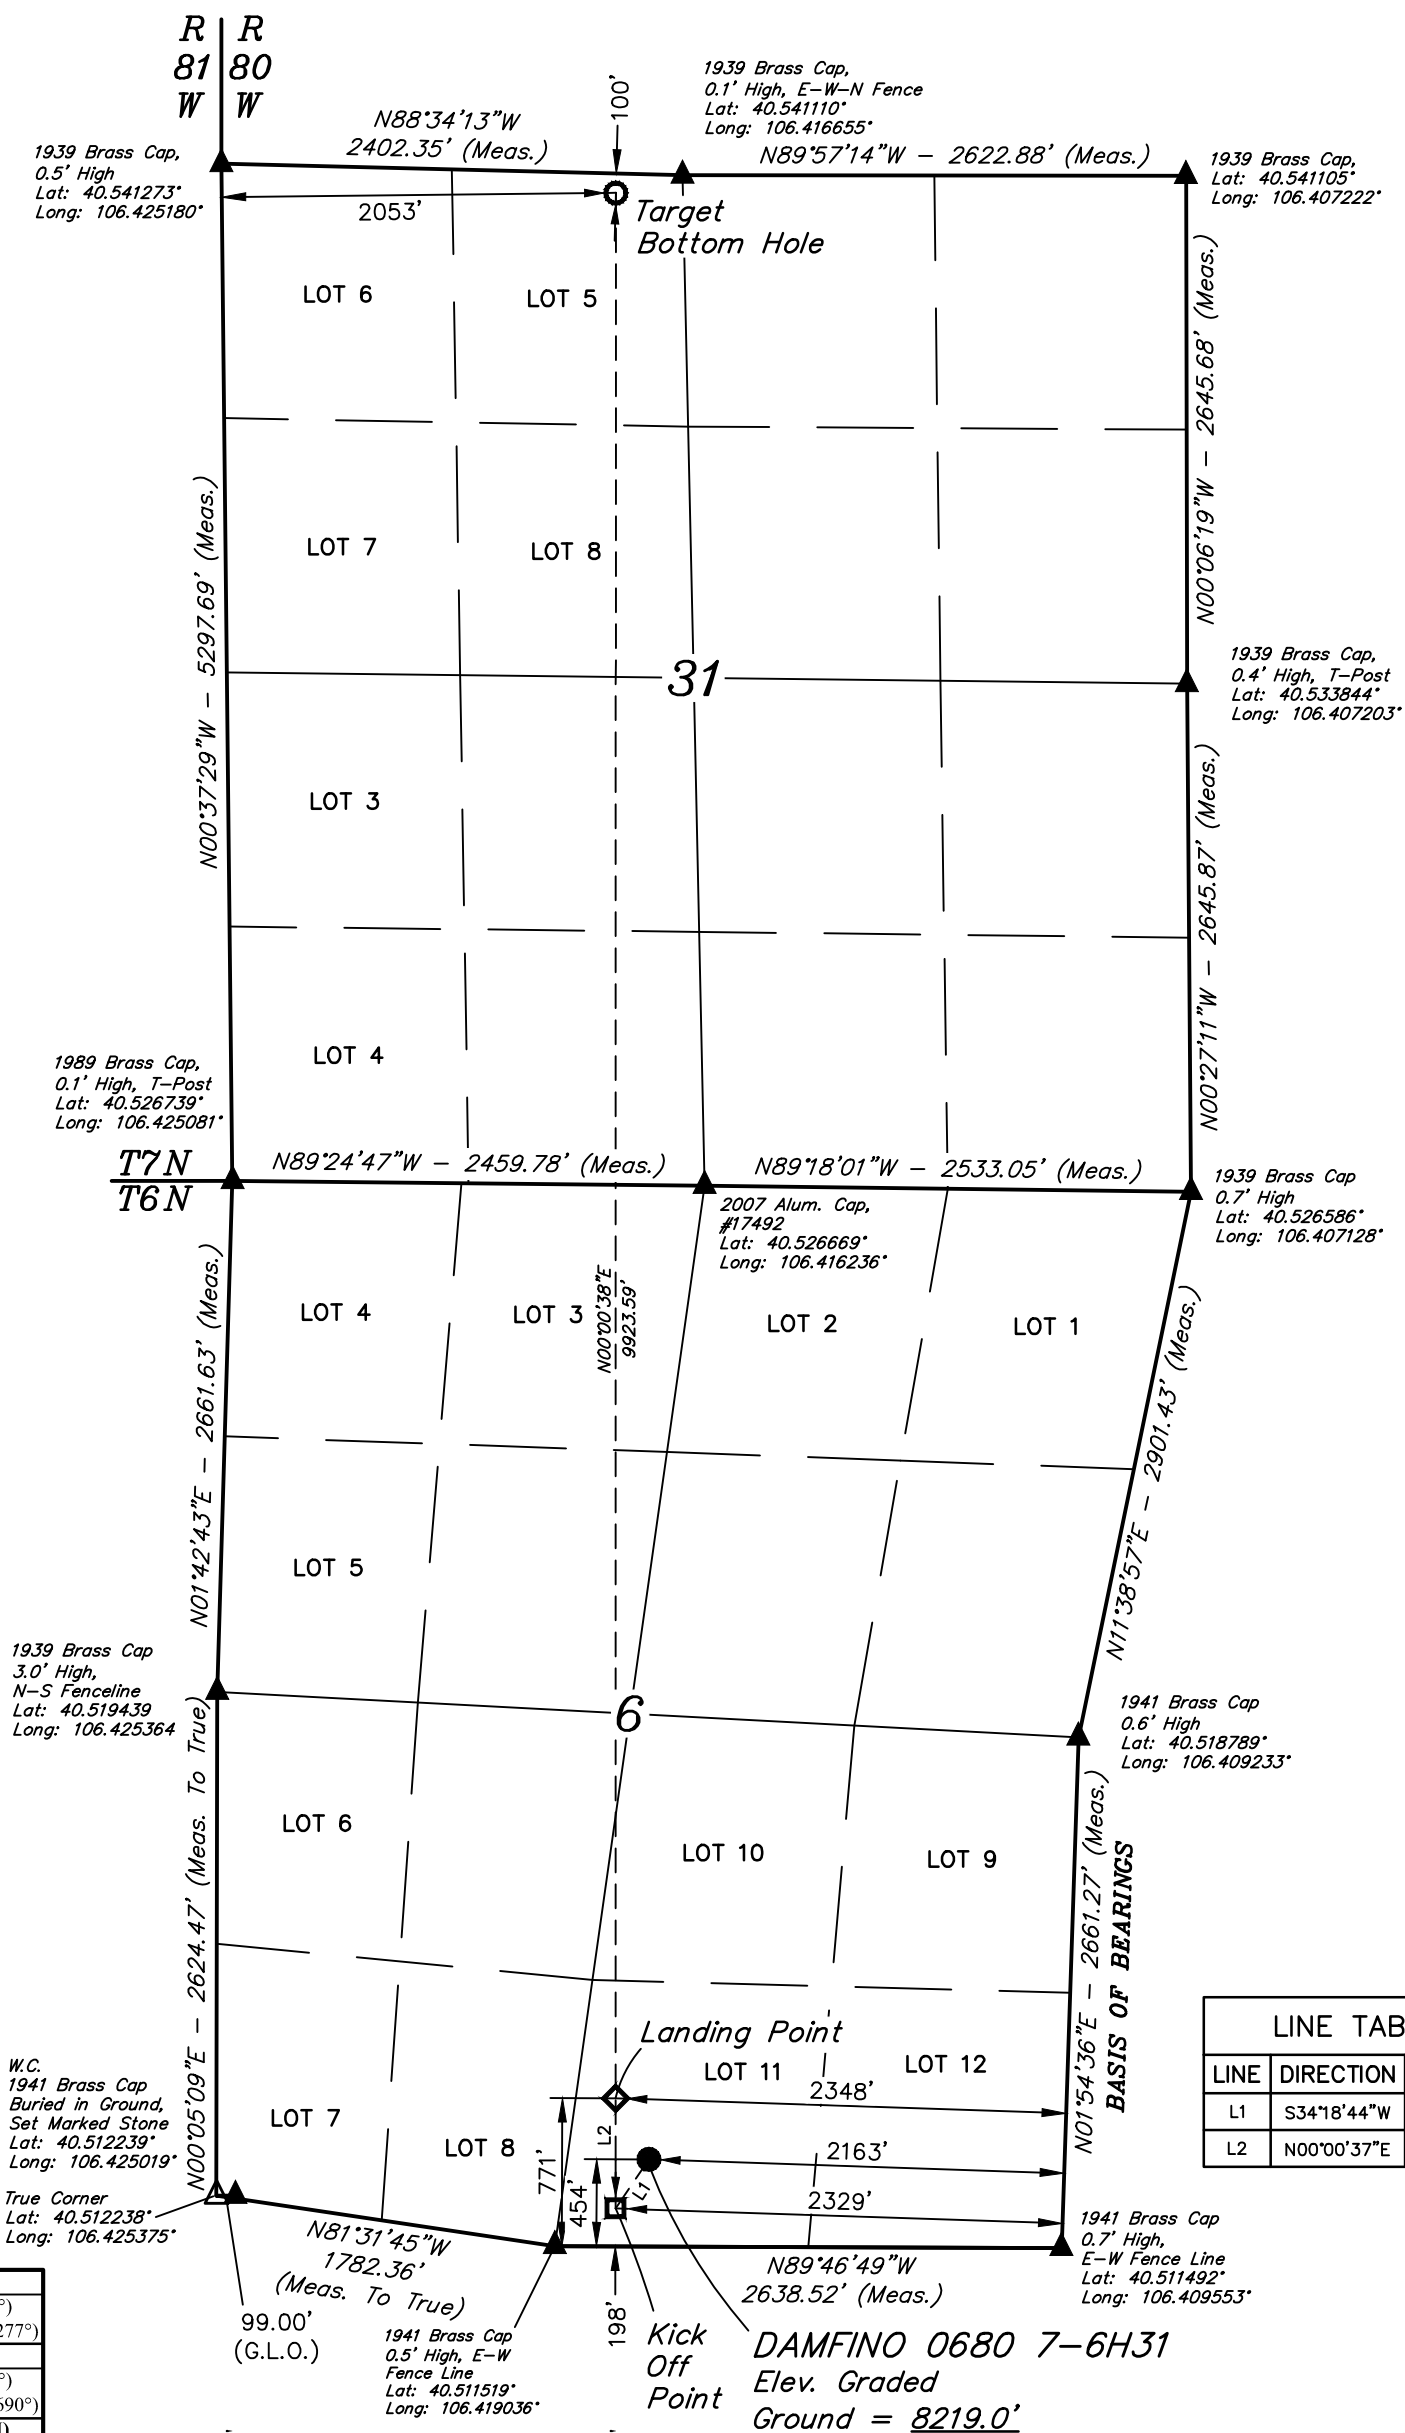 R R
81 80
W W
N88°34'13"W
2402.35' (Meas.)
100'
1939 Brass Cap,
0.1' High, E-W-N Fence
Lat: 40.541110°
Long: 106.416655°
N89°57'14"W - 2622.88' (Meas.)
1939 Brass Cap,
0.5' High
Lat: 40.541273°
Long: 106.425180°
1939 Brass Cap,
Lat: 40.541105°
Long: 106.407222°
2053'
Target
Bottom Hole
LOT 6
LOT 5
N00°06'19"W - 2645.68' (Meas.)
N00°37'29"W - 5297.69' (Meas.)
LOT 7
LOT 8
31
1939 Brass Cap,
0.4' High, T-Post
Lat: 40.533844°
Long: 106.407203°
LOT 3
N00°27'11"W - 2645.87' (Meas.)
LOT 4
1989 Brass Cap,
0.1' High, T-Post
Lat: 40.526739°
Long: 106.425081°
T7N
T6N
N89°24'47"W - 2459.78' (Meas.)
N89°18'01"W - 2533.05' (Meas.)
1939 Brass Cap
0.7' High
Lat: 40.526586°
Long: 106.407128°
2007 Alum. Cap,
#17492
Lat: 40.526669°
Long: 106.416236°
N00°00'38"E
9923.59'
N01°42'43"E - 2661.63' (Meas.)
LOT 4
LOT 3
LOT 2
LOT 1
N11°38'57"E - 2901.43' (Meas.)
LOT 5
1939 Brass Cap
3.0' High,
N-S Fenceline
Lat: 40.519439
Long: 106.425364
6
1941 Brass Cap
0.6' High
Lat: 40.518789°
Long: 106.409233°
N00°05'09"E - 2624.47' (Meas. To True)
LOT 6
LOT 10
LOT 9
N01°54'36"E - 2661.27' (Meas.)
BASIS OF BEARINGS
Landing Point
LOT 11
LOT 12
2348'
LINE TAB
LINE DIRECTION
L1 S34°18'44"W
L2 N00°00'37"E
W.C.
1941 Brass Cap
Buried in Ground,
Set Marked Stone
Lat: 40.512239°
Long: 106.425019°
LOT 7
LOT 8
771'
L2
454'
L1
2163'
2329'
True Corner
Lat: 40.512238°
Long: 106.425375°
N81°31'45"W
1782.36'
(Meas. To True)
99.00'
(G.L.O.)
N89°46'49"W
2638.52' (Meas.)
1941 Brass Cap
0.7' High,
E-W Fence Line
Lat: 40.511492°
Long: 106.409553°
1941 Brass Cap
0.5' High, E-W
Fence Line
Lat: 40.511519°
Long: 106.419036°
198'
Kick
Off
Point
DAMFINO 0680 7-6H31
Elev. Graded
Ground = 8219.0'
°)
277°)
°)
690°)